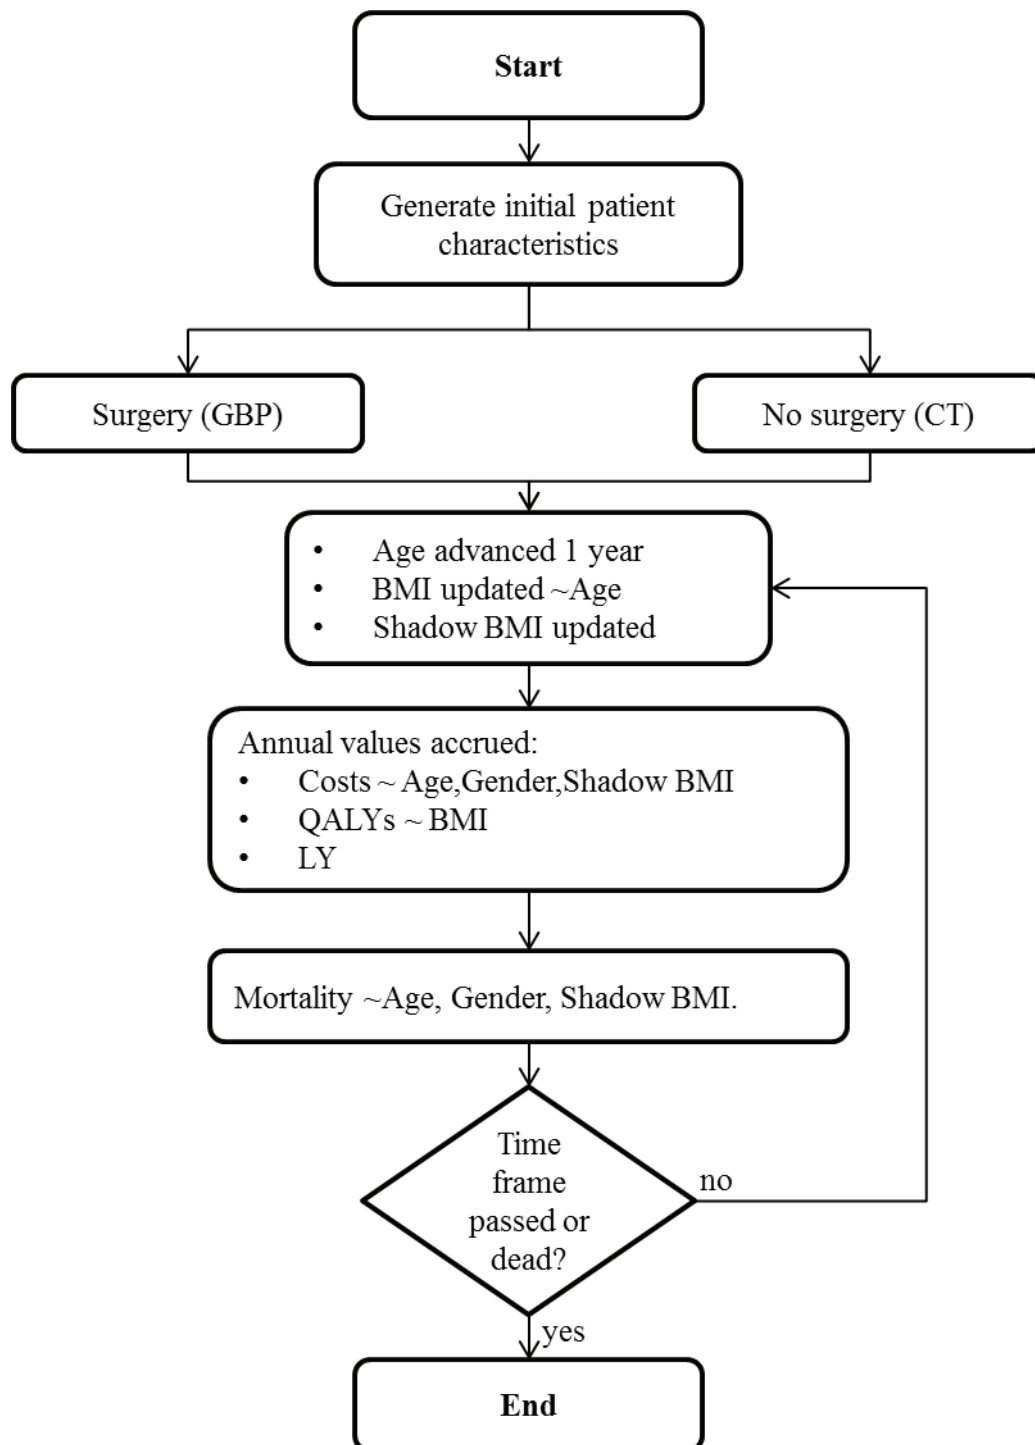 Start
Generate initial patient
characteristics
Surgery (GBP)
No surgery (CT)
• Age advanced 1 year
• BMI updated ~Age
• Shadow BMI updated
Annual values accrued:
• Costs ~ Age,Gender,Shadow BMI
• QALYs ~ BMI
• LY
Mortality ~Age, Gender, Shadow BMI.
Time
frame
passed or
dead?
no
yes
End